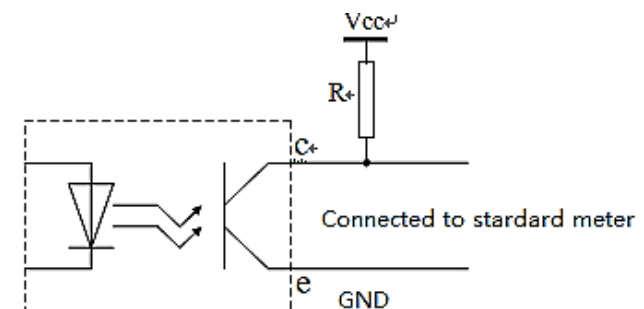 Vcc↵
R↵
C↵
Connected to stardard meter
e
GND